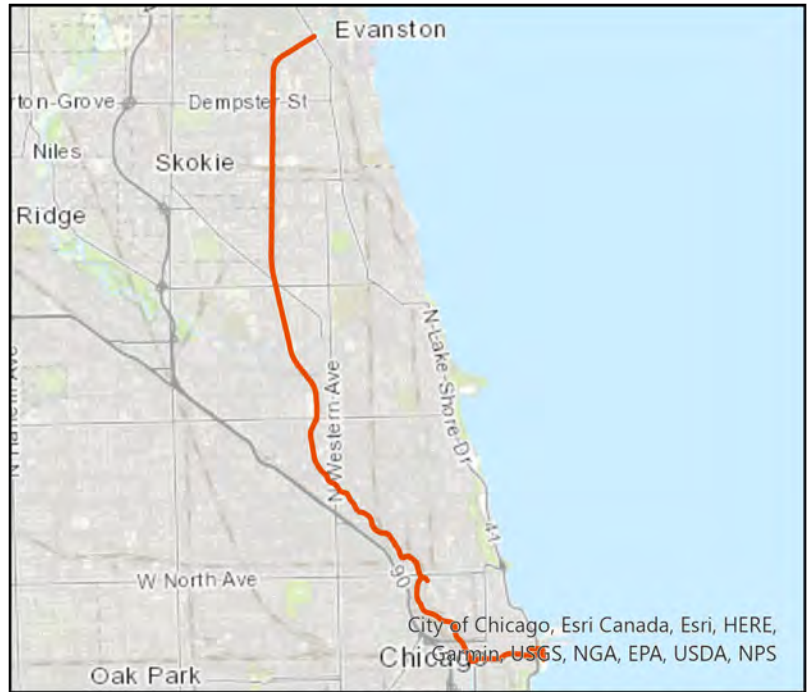 Evanston
rton-Grove
Dempster-St
Niles
Skokie
Ridge
N-Lake-Shore-Dr
N-Western-Ave
41
90
W North Ave
City of Chicago, Esri Canada, Esri, HERE,
Garmin, USGS, NGA, EPA, USDA, NPS
Chicago
Oak Park